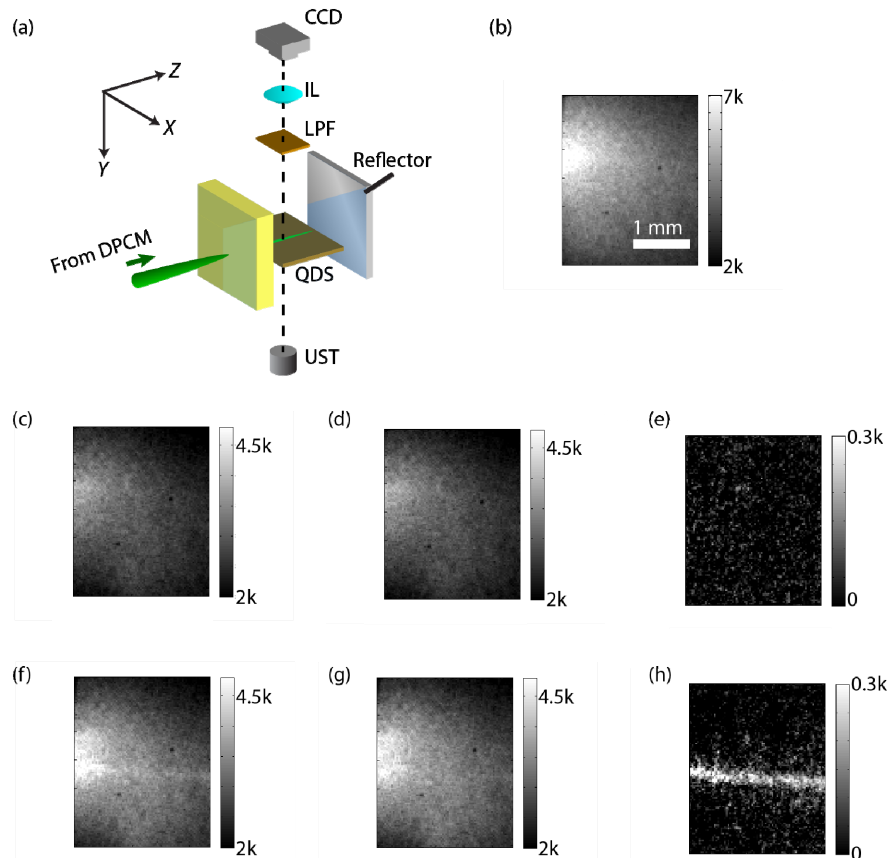 (a)
CCD
Z
X
Y
IL
LPF
Reflector
From DPCM
QDS
UST
(b)
7k
1 mm
2k
(c)
4.5k
2k
(d)
4.5k
2k
(e)
0.3k
0
(f)
4.5k
2k
(g)
4.5k
2k
(h)
0.3k
0